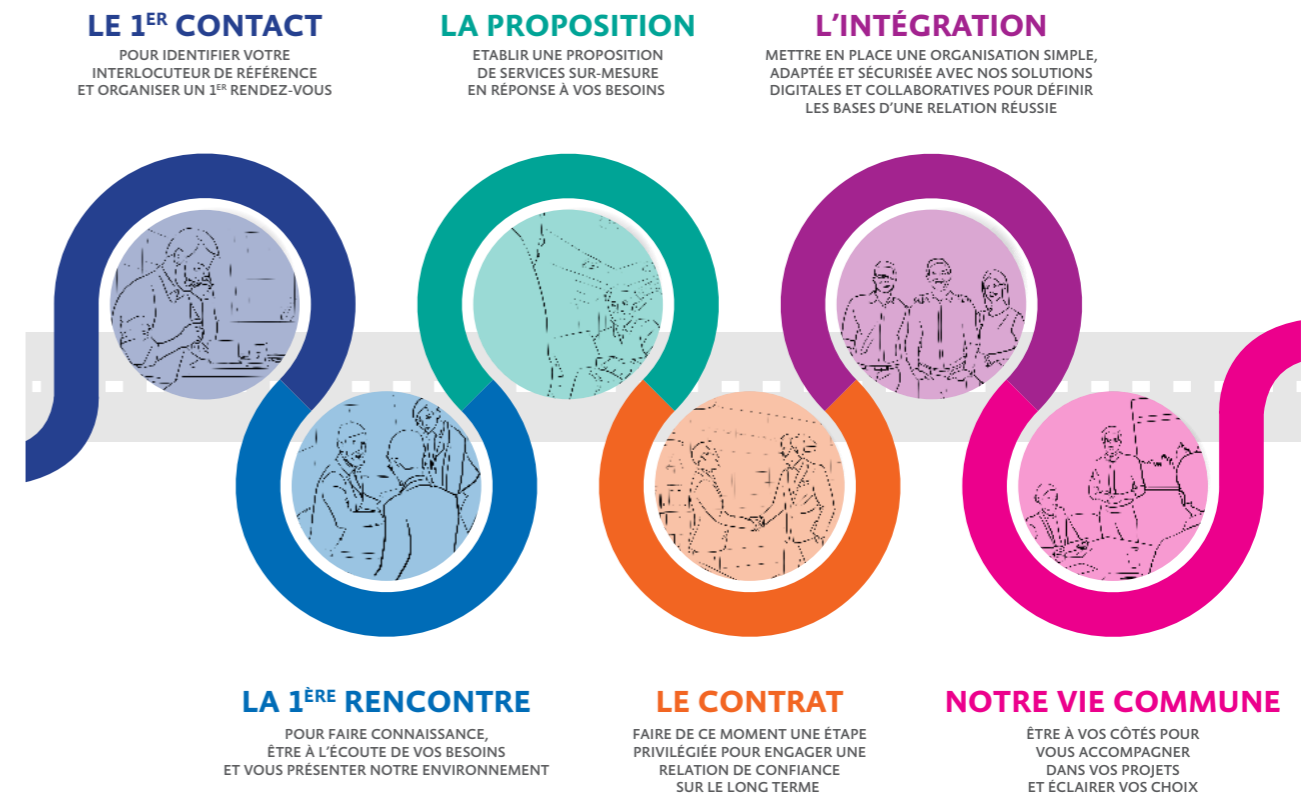 LE 1ER CONTACT
POUR IDENTIFIER VOTRE
INTERLOCUTEUR DE RÉFÉRENCE
ET ORGANISER UN 1ER RENDEZ-VOUS
LA PROPOSITION
ETABLIR UNE PROPOSITION
DE SERVICES SUR-MESURE
EN RÉPONSE À VOS BESOINS
L'INTÉGRATION
METTRE EN PLACE UNE ORGANISATION SIMPLE,
ADAPTÉE ET SÉCURISÉE AVEC NOS SOLUTIONS
DIGITALES ET COLLABORATIVES POUR DÉFINIR
LES BASES D'UNE RELATION RÉUSSIE
LA 1ÈRE RENCONTRE
POUR FAIRE CONNAISSANCE,
ÊTRE À L'ÉCOUTE DE VOS BESOINS
ET VOUS PRÉSENTER NOTRE ENVIRONNEMENT
LE CONTRAT
FAIRE DE CE MOMENT UNE ÉTAPE
PRIVILÉGIÉE POUR ENGAGER UNE
RELATION DE CONFIANCE
SUR LE LONG TERME
NOTRE VIE COMMUNE
ÊTRE À VOS CÔTÉS POUR
VOUS ACCOMPAGNER
DANS VOS PROJETS
ET ÉCLAIRER VOS CHOIX